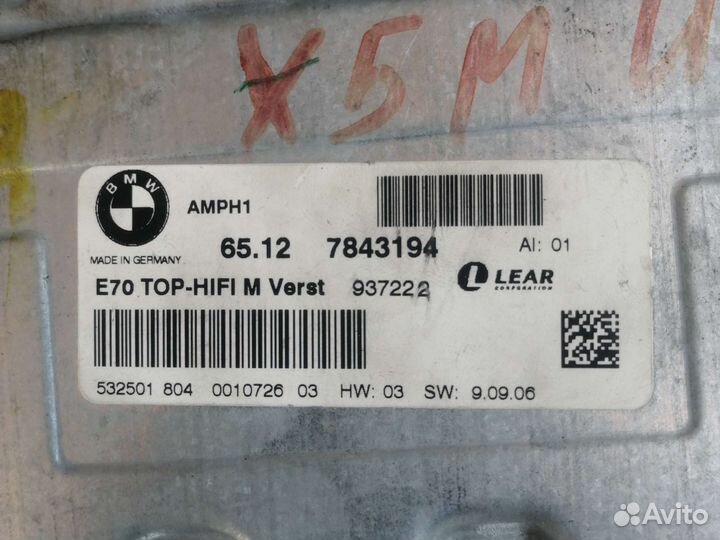 X5M
BMW
AMPH1
MADE IN GERMANY
65.12 7843194 AI: 01
E70 TOP-HIFI M Verst 937222 LEAR
CORPORATION
532501 804 0010726 03 HW: 03 SW: 9.09.06
Avito